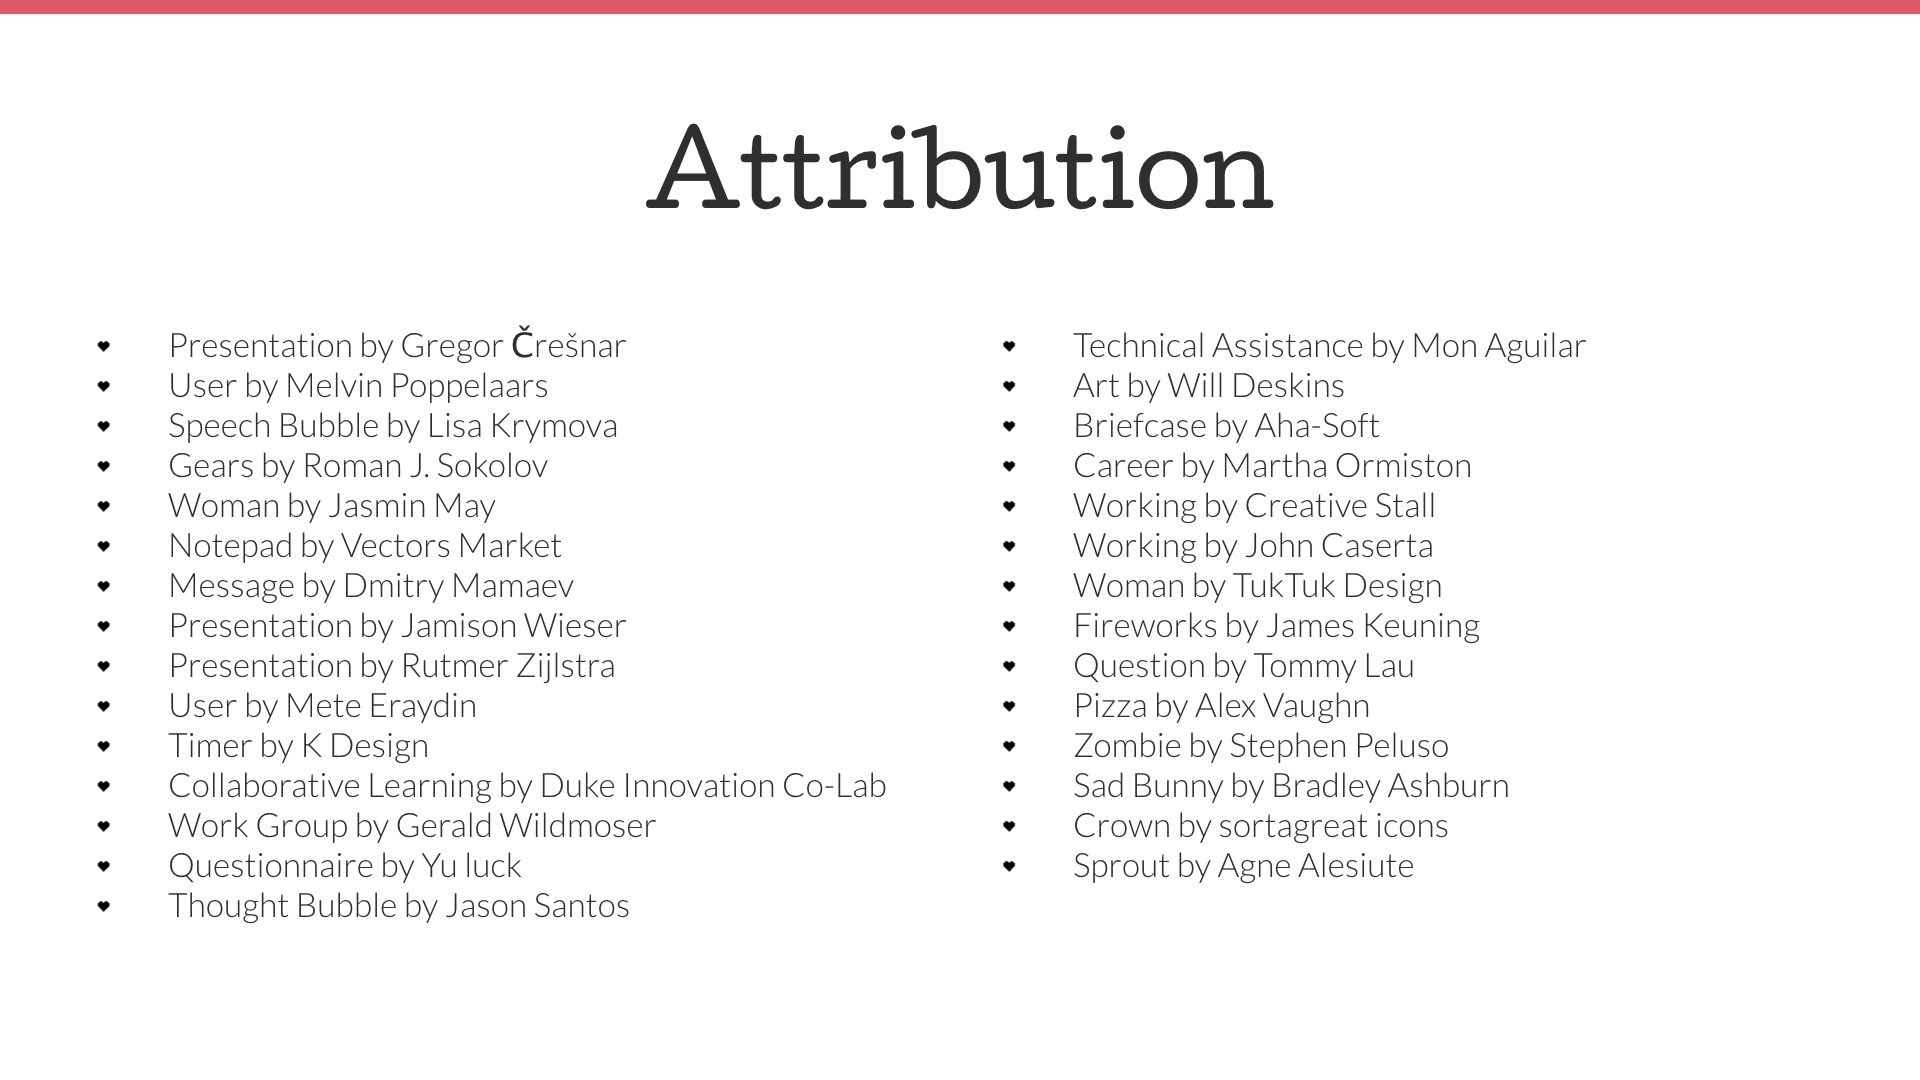 Attribution
Presentation by Gregor Črešnar
User by Melvin Poppelaars
Speech Bubble by Lisa Krymova
Gears by Roman J. Sokolov
Woman by Jasmin May
Notepad by Vectors Market
Message by Dmitry Mamaev
Presentation by Jamison Wieser
Presentation by Rutmer Zijlstra
User by Mete Eraydin
Timer by K Design
Collaborative Learning by Duke Innovation Co-Lab
Work Group by Gerald Wildmoser
Questionnaire by Yu luck
Thought Bubble by Jason Santos
Technical Assistance by Mon Aguilar
Art by Will Deskins
Briefcase by Aha-Soft
Career by Martha Ormiston
Working by Creative Stall
Working by John Caserta
Woman by TukTuk Design
Fireworks by James Keuning
Question by Tommy Lau
Pizza by Alex Vaughn
Zombie by Stephen Peluso
Sad Bunny by Bradley Ashburn
Crown by sortagreat icons
Sprout by Agne Alesiute